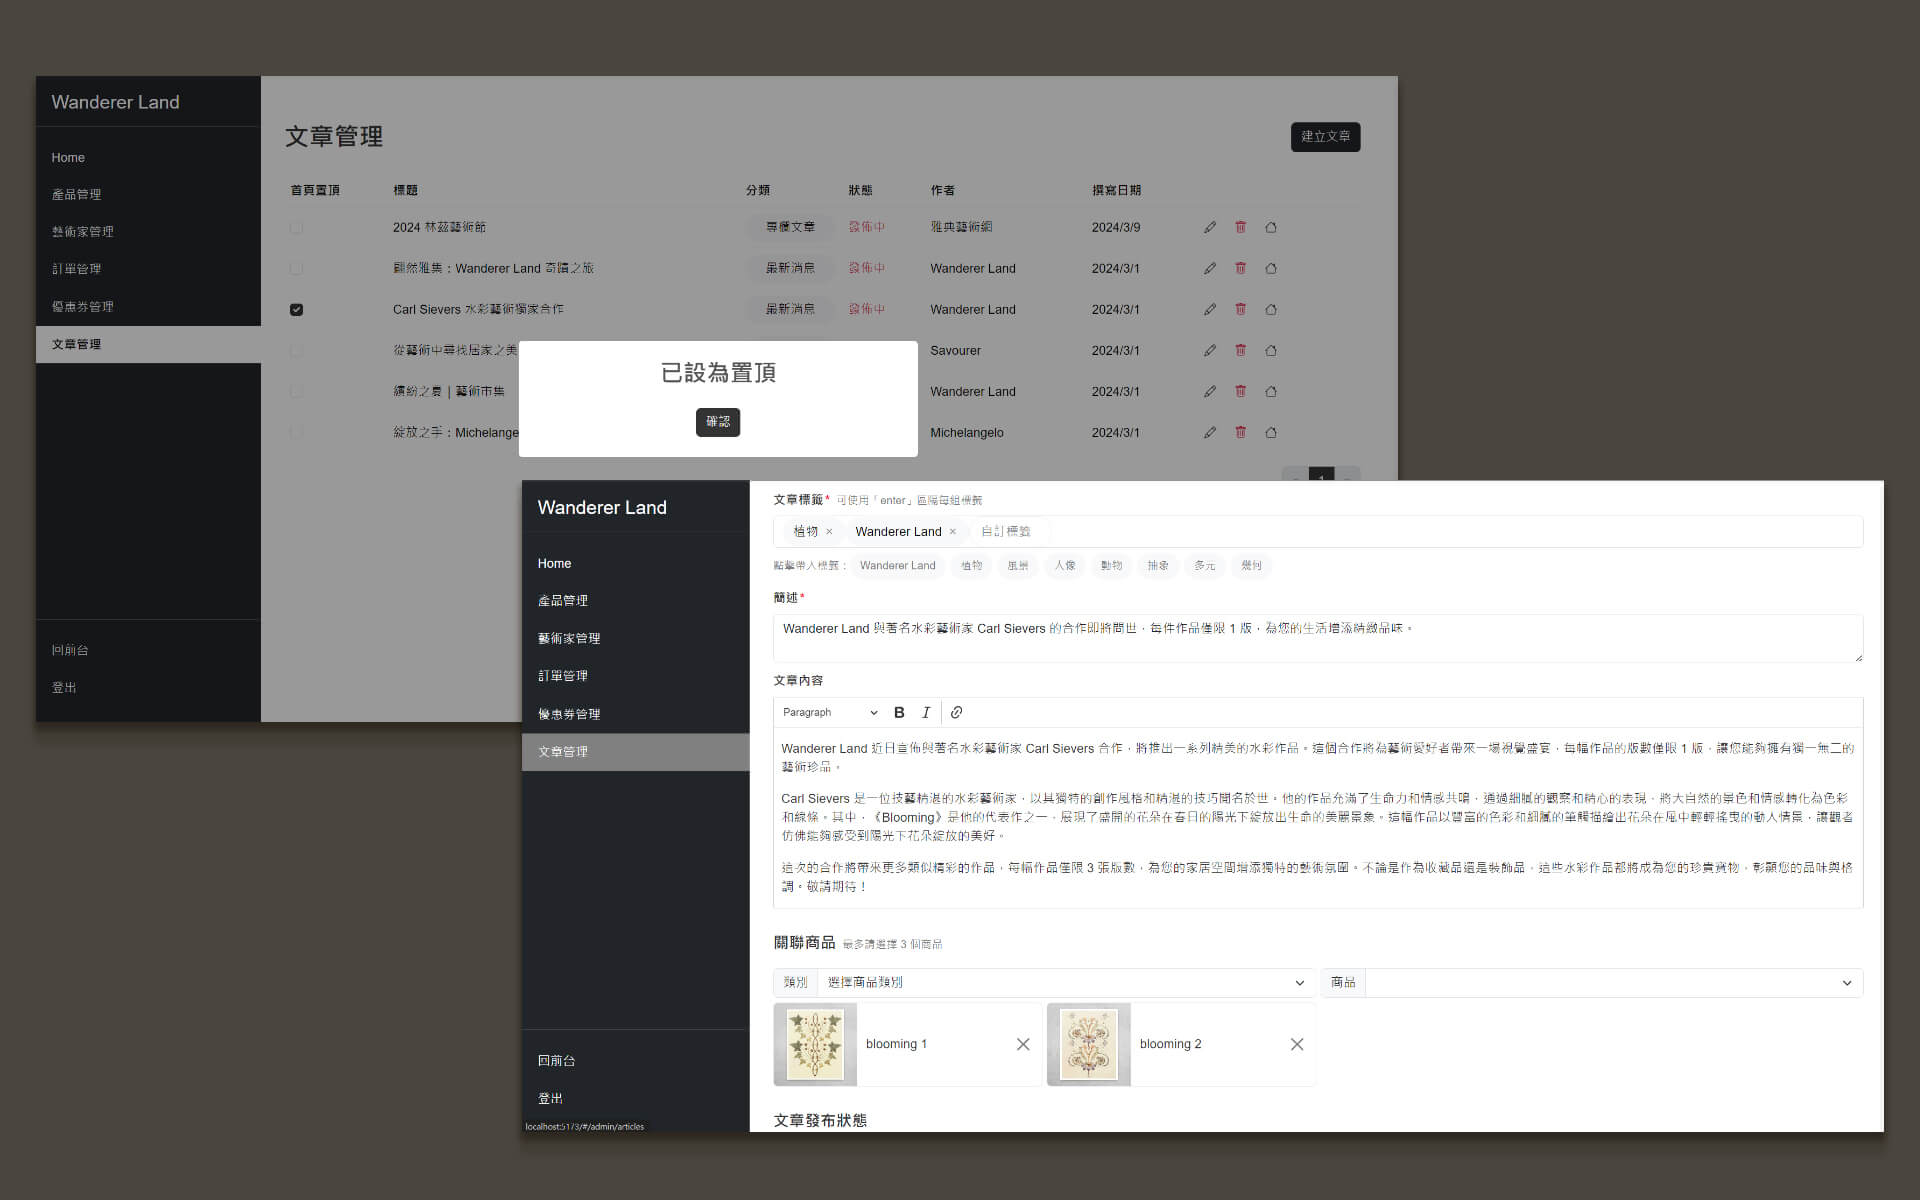 Wanderer Land
Home
產品管理
藝術家管理
訂單管理
優惠券管理
文章管理
回前台
登出
文章管理
建立文章
首頁置頂 標題 分類 狀態 作者 撰寫日期
2024 林茲藝術節 專欄文章 發佈中 雅典藝術網 2024/3/9
翩然雅集：Wanderer Land 奇蹟之旅 最新消息 發佈中 Wanderer Land 2024/3/1
Carl Sievers 水彩藝術獨家合作 最新消息 發佈中 Wanderer Land 2024/3/1
從藝術中尋找居家之美 Savourer 2024/3/1
繽紛之夏 | 藝術市集 Wanderer Land 2024/3/1
綻放之手：Michelange Michelangelo 2024/3/1
已設為置頂
確認
1
Wanderer Land
Home
產品管理
藝術家管理
訂單管理
優惠券管理
文章管理
回前台
登出
localhost:5173/#/admin/articles
文章標籤* 可使用「enter」區隔每組標籤
植物 × Wanderer Land × 自訂標籤
點擊帶入標籤： Wanderer Land 植物 風景 人像 動物 抽象 多元 幾何
簡述*
Wanderer Land 與著名水彩藝術家 Carl Sievers 的合作即將問世，每件作品僅限 1 版，為您的生活增添精緻品味。
文章內容
Paragraph B I
Wanderer Land 近日宣佈與著名水彩藝術家 Carl Sievers 合作，將推出一系列精美的水彩作品。這個合作將為藝術愛好者帶來一場視覺盛宴，每幅作品的版數僅限 1 版，讓您能夠擁有獨一無二的
藝術珍品。
Carl Sievers 是一位技藝精湛的水彩藝術家，以其獨特的創作風格和精湛的技巧聞名於世。他的作品充滿了生命力和情感共鳴，通過細膩的觀察和精心的表現，將大自然的景色和情感轉化為色彩
和線條。其中，《Blooming》是他的代表作之一，展現了盛開的花朵在春日的陽光下綻放出生命的美麗景象。這幅作品以豐富的色彩和細膩的筆觸描繪出花朵在風中輕輕搖曳的動人情景，讓觀者
仿佛能夠感受到陽光下花朵綻放的美好。
這次的合作將帶來更多類似精彩的作品，每幅作品僅限 3 張版數，為您的家居空間增添獨特的藝術氛圍。不論是作為收藏品還是裝飾品，這些水彩作品都將成為您的珍貴寶物，彰顯您的品味與格
調。敬請期待！
關聯商品 最多請選擇 3 個商品
類別 選擇商品類別 商品
blooming 1 blooming 2
文章發布狀態